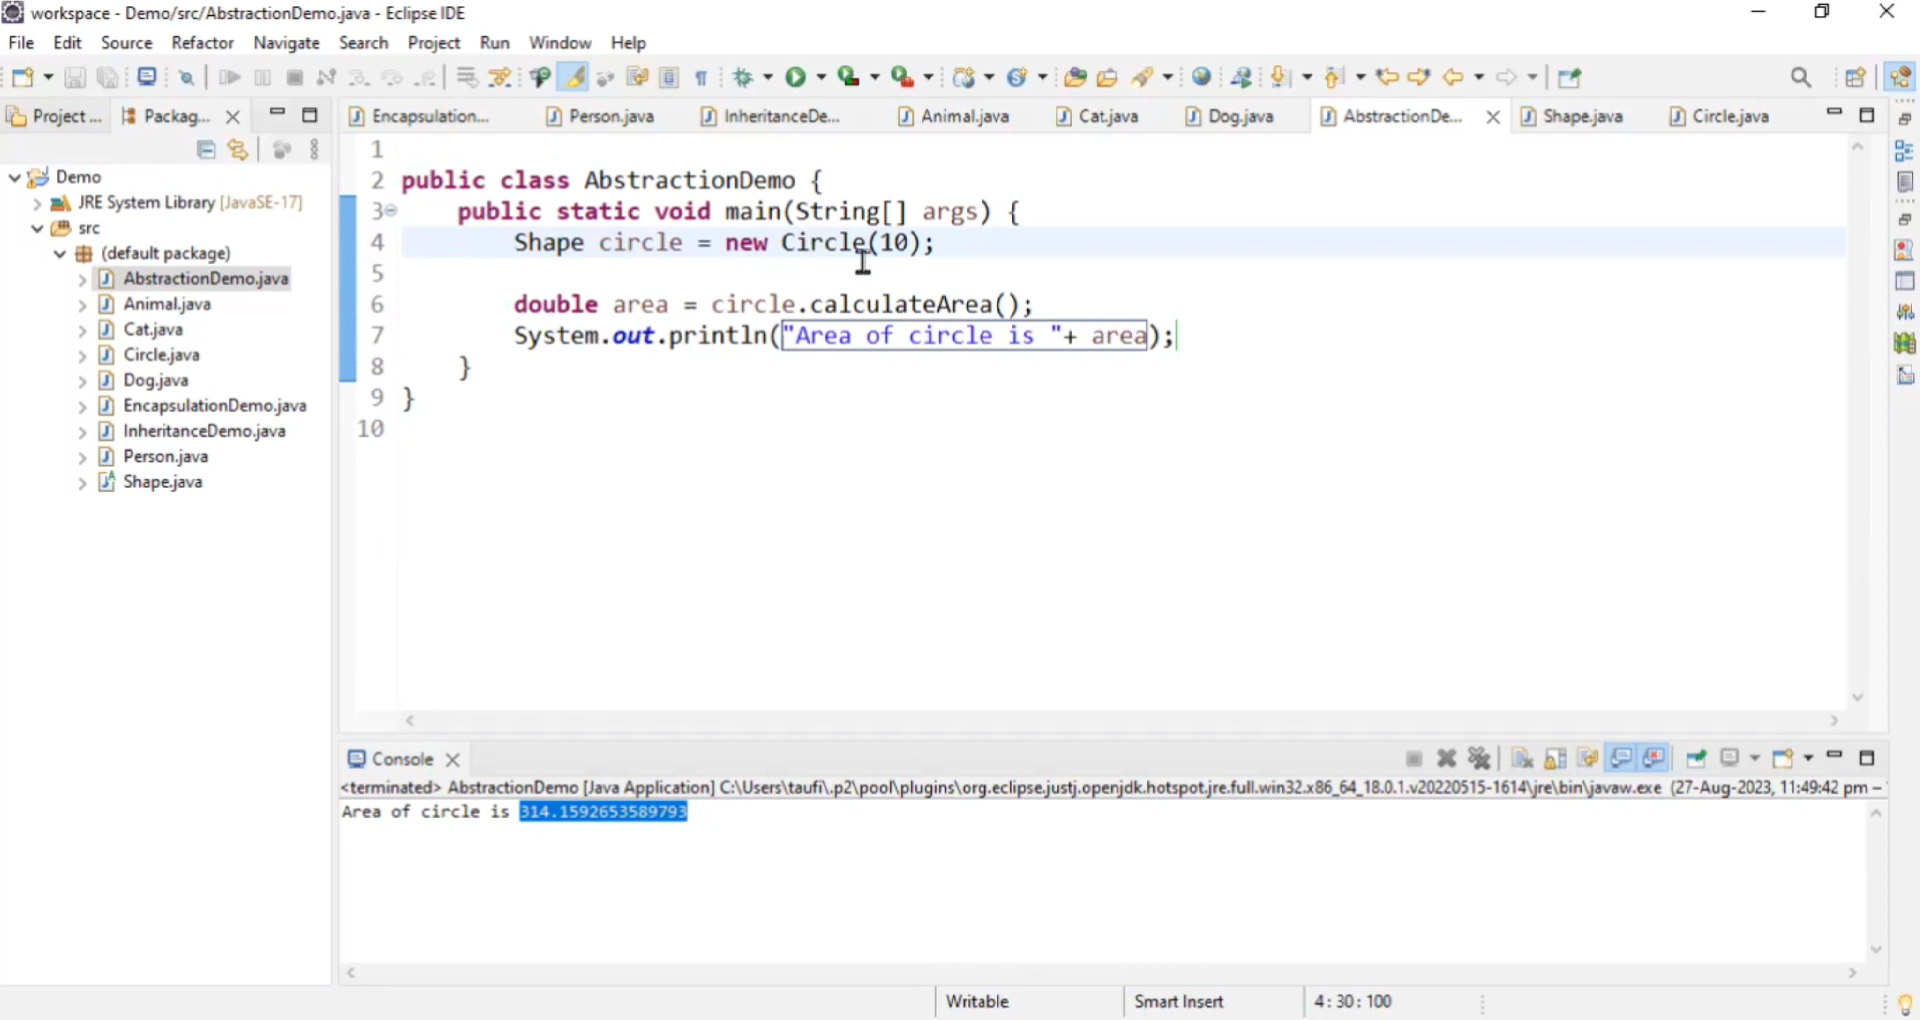 workspace - Demo/src/AbstractionDemo.java - Eclipse IDE
File Edit Source Refactor Navigate Search Project Run Window Help
Project ... Packag... Encapsulation... Person.java InheritanceDe... Animal.java Cat.java Dog.java AbstractionDe... Shape.java Circle.java
Demo
JRE System Library [JavaSE-17]
src
(default package)
AbstractionDemo.java
Animal.java
Cat.java
Circle.java
Dog.java
EncapsulationDemo.java
InheritanceDemo.java
Person.java
Shape.java
1
2 public class AbstractionDemo {
3 public static void main(String[] args) {
4 Shape circle = new Circle(10);
5
6 double area = circle.calculateArea();
7 System.out.println("Area of circle is "+ area);
8 }
9 }
10
Console
<terminated> AbstractionDemo [Java Application] C:\Users\taufi\.p2\pool\plugins\org.eclipse.justj.openjdk.hotspot.jre.full.win32.x86_64_18.0.1.v20220515-1614\jre\bin\javaw.exe (27-Aug-2023, 11:49:42 pm –
Area of circle is 314.1592653589793
Writable Smart Insert 4 : 30 : 100